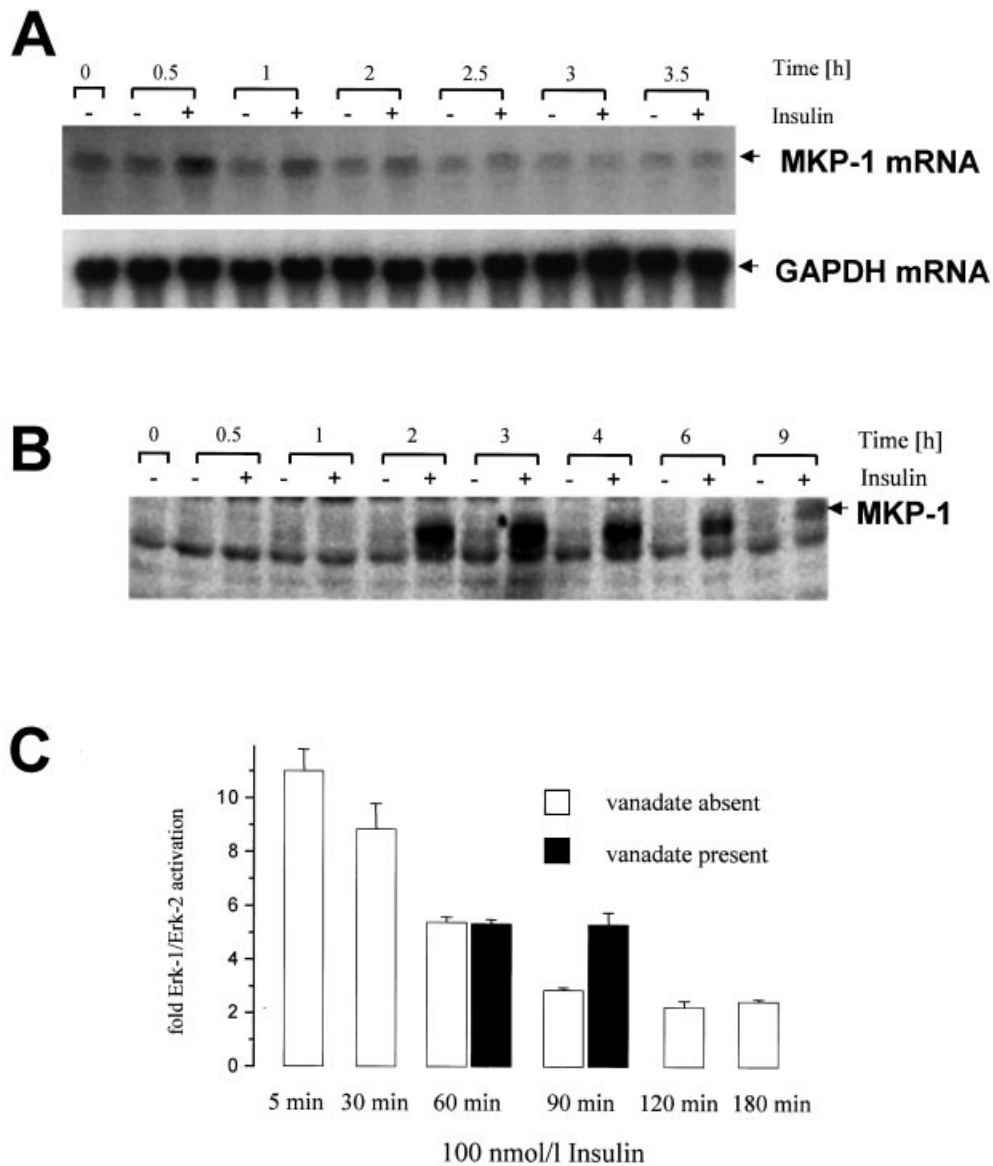 A
0 0.5 1 2 2.5 3 3.5 Time [h]
- - + - + - + - + - + - + Insulin
MKP-1 mRNA
GAPDH mRNA
B
0 0.5 1 2 3 4 6 9 Time [h]
- - + - + - + - + - + - + - + Insulin
MKP-1
C
fold Erk-1/Erk-2 activation
10
8
6
4
2
0
vanadate absent
vanadate present
5 min 30 min 60 min 90 min 120 min 180 min
100 nmol/l Insulin